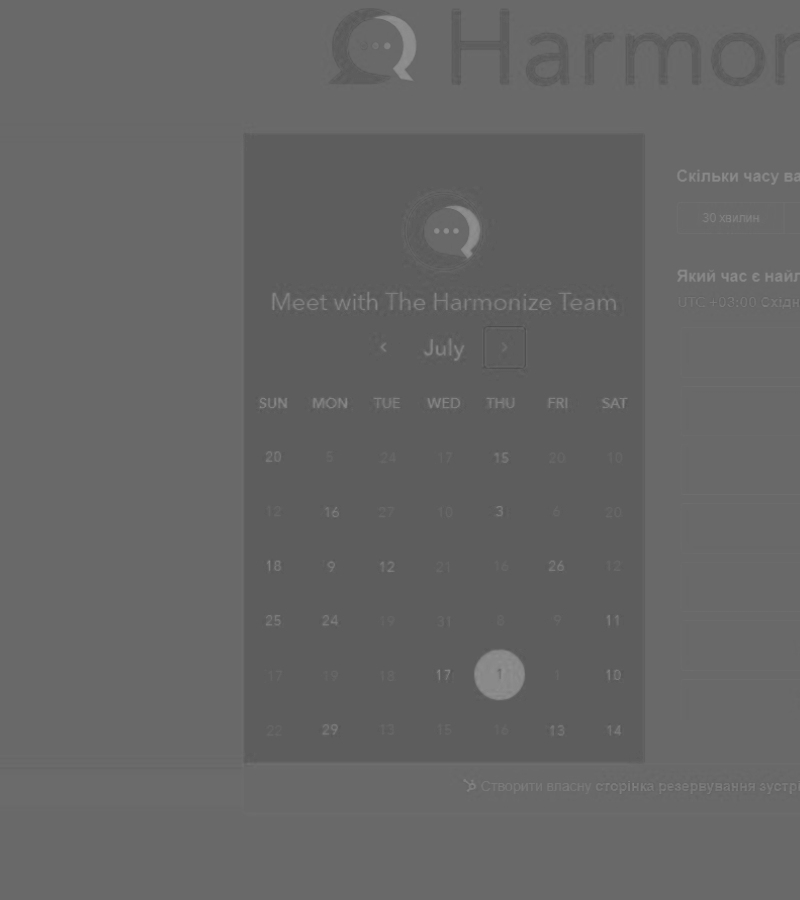 Harmon
Скільки часу ва
30 хвилин
Meet with The Harmonize Team
Який час є найл
UTC +03:00 Східн
July
SUN MON TUE WED THU FRI SAT
20 5 24 17 15 20 10
12 16 27 10 3 6 20
18 9 12 21 16 26 12
25 24 19 31 8 9 11
17 19 18 17 1 1 10
22 29 13 15 16 13 14
Створити власну сторінка резервування зустрі